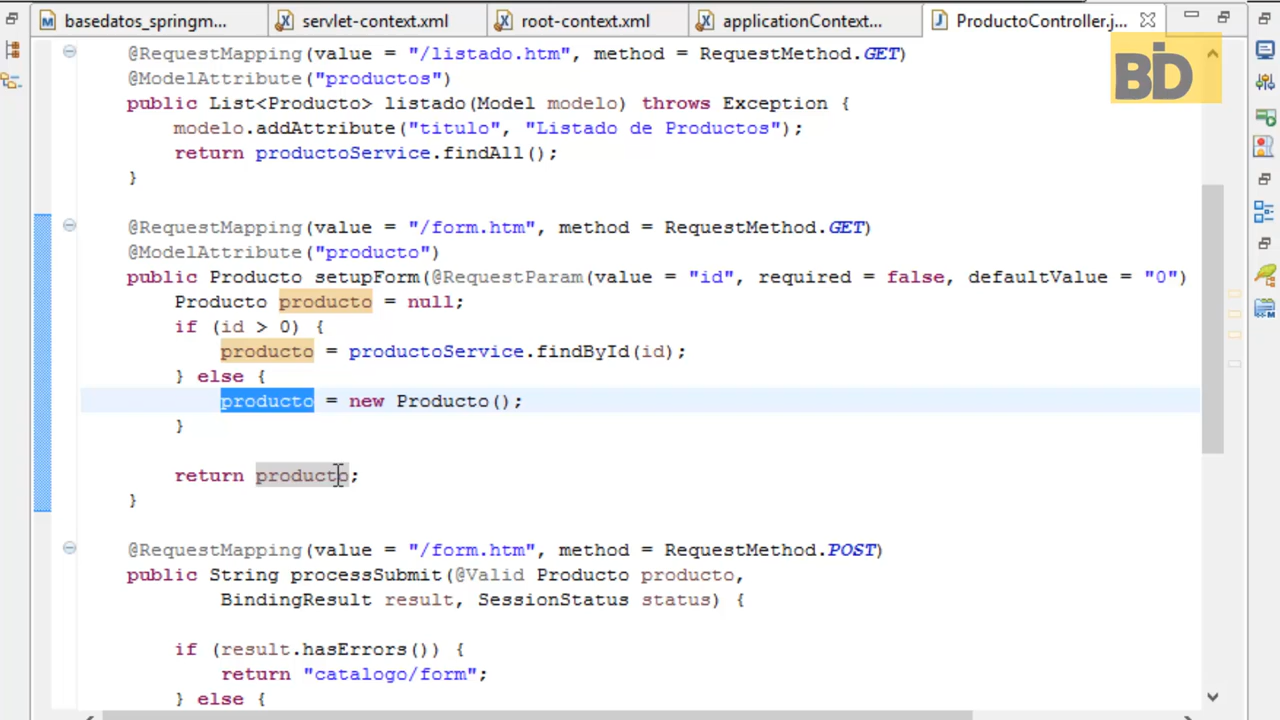 basedatos_springm...
servlet-context.xml
root-context.xml
applicationContext...
ProductoController.j...
BD
@RequestMapping(value = "/listado.htm", method = RequestMethod.GET)
@ModelAttribute("productos")
public List<Producto> listado(Model modelo) throws Exception {
modelo.addAttribute("titulo", "Listado de Productos");
return productoService.findAll();
}
@RequestMapping(value = "/form.htm", method = RequestMethod.GET)
@ModelAttribute("producto")
public Producto setupForm(@RequestParam(value = "id", required = false, defaultValue = "0")
Producto producto = null;
if (id > 0) {
producto = productoService.findById(id);
} else {
producto = new Producto();
}
return producto;
}
@RequestMapping(value = "/form.htm", method = RequestMethod.POST)
public String processSubmit(@Valid Producto producto,
BindingResult result, SessionStatus status) {
if (result.hasErrors()) {
return "catalogo/form";
} else {